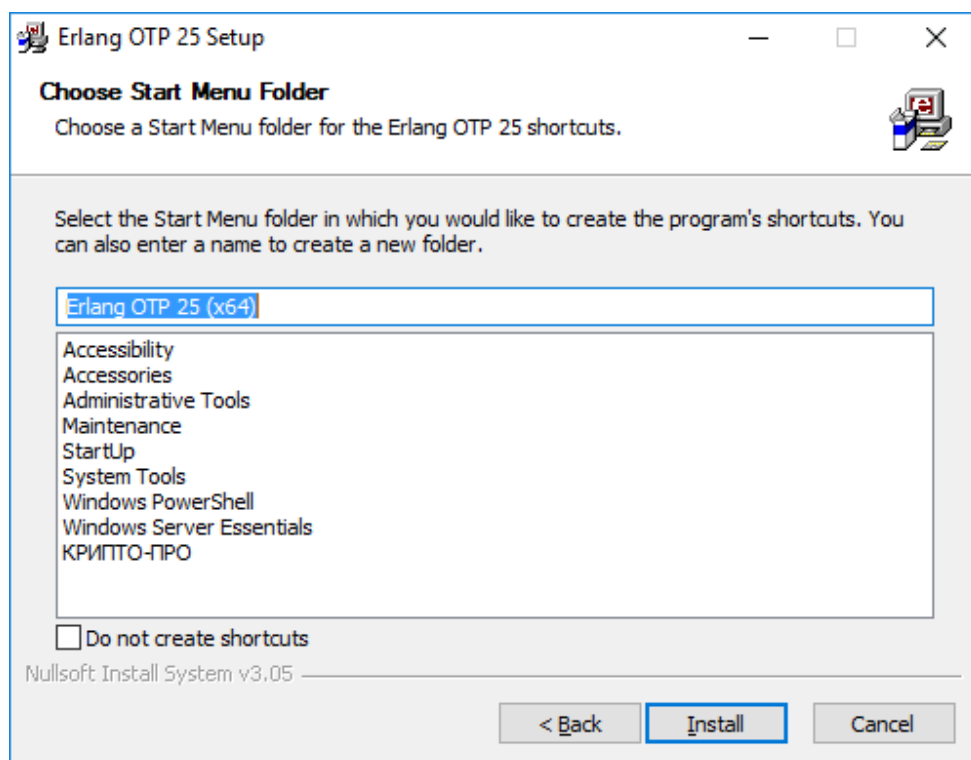 Erlang OTP 25 Setup
Choose Start Menu Folder
Choose a Start Menu folder for the Erlang OTP 25 shortcuts.
Select the Start Menu folder in which you would like to create the program's shortcuts. You
can also enter a name to create a new folder.
Erlang OTP 25 (x64)
Accessibility
Accessories
Administrative Tools
Maintenance
StartUp
System Tools
Windows PowerShell
Windows Server Essentials
КРИПТО-ПРО
Do not create shortcuts
Nullsoft Install System v3.05
< Back
Install
Cancel